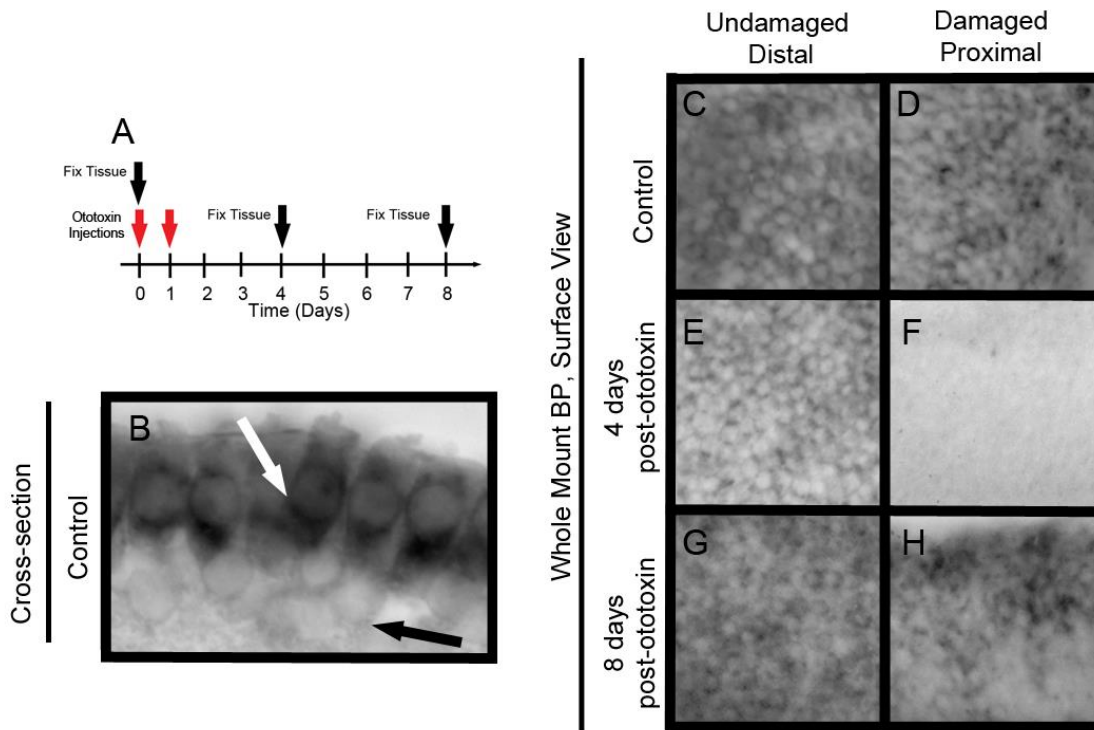 A
Fix Tissue
Ototoxin
Injections
Fix Tissue
Fix Tissue
0 1 2 3 4 5 6 7 8
Time (Days)
Cross-section
Control
B
Whole Mount BP, Surface View
Undamaged
Distal
Damaged
Proximal
Control
C
D
4 days
post-ototoxin
E
F
8 days
post-ototoxin
G
H